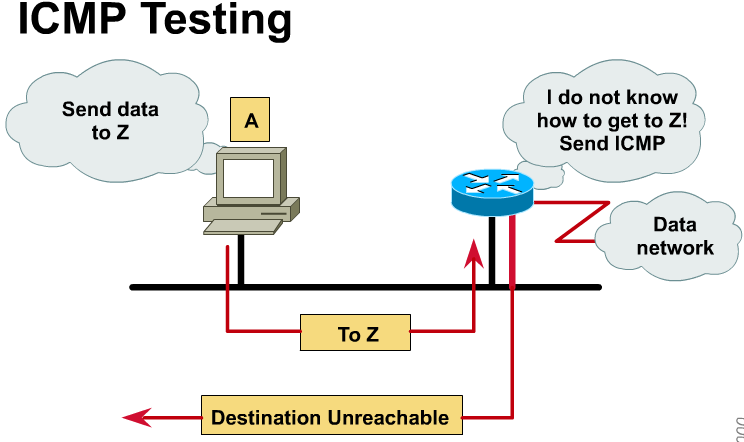 ICMP Testing
Send data
to Z
A
I do not know
how to get to Z!
Send ICMP
Data
network
To Z
Destination Unreachable